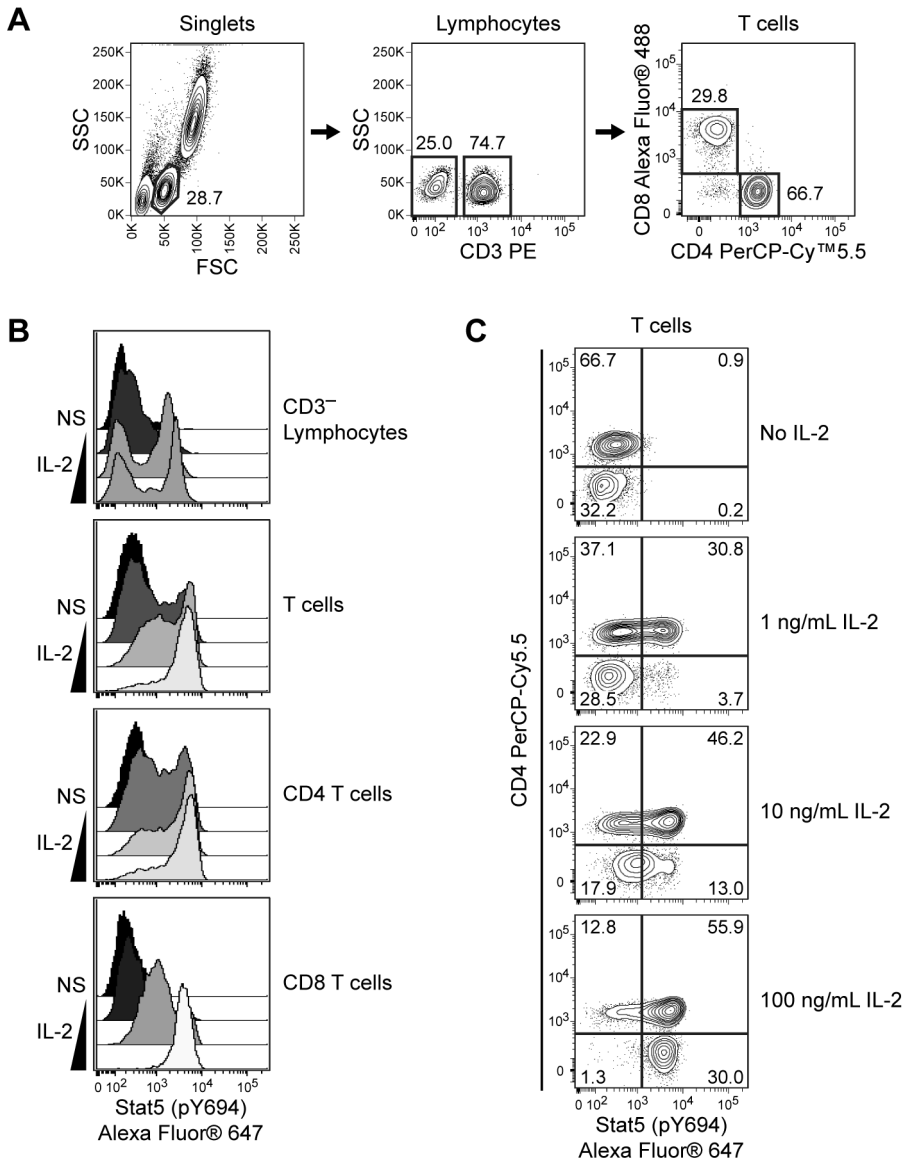 A
Singlets
Lymphocytes
T cells
250K
200K
150K
100K
50K
0K
SSC
28.7
0K
50K
100K
150K
200K
250K
FSC
250K
200K
150K
100K
50K
0K
SSC
25.0 74.7
0 10² 10³ 10⁴ 10⁵
CD3 PE
CD8 Alexa Fluor® 488
10⁵
10⁴
10³
0
29.8
66.7
0 10³ 10⁴ 10⁵
CD4 PerCP-Cy™5.5
B
NS
IL-2
CD3– Lymphocytes
NS
IL-2
T cells
NS
IL-2
CD4 T cells
NS
IL-2
CD8 T cells
0 10² 10³ 10⁴ 10⁵
Stat5 (pY694)
Alexa Fluor® 647
C
T cells
CD4 PerCP-Cy5.5
10⁵
10⁴
10³
0
66.7 0.9
32.2 0.2
No IL-2
10⁵
10⁴
10³
0
37.1 30.8
28.5 3.7
1 ng/mL IL-2
10⁵
10⁴
10³
0
22.9 46.2
17.9 13.0
10 ng/mL IL-2
10⁵
10⁴
10³
0
12.8 55.9
1.3 30.0
100 ng/mL IL-2
0 10² 10³ 10⁴ 10⁵
Stat5 (pY694)
Alexa Fluor® 647